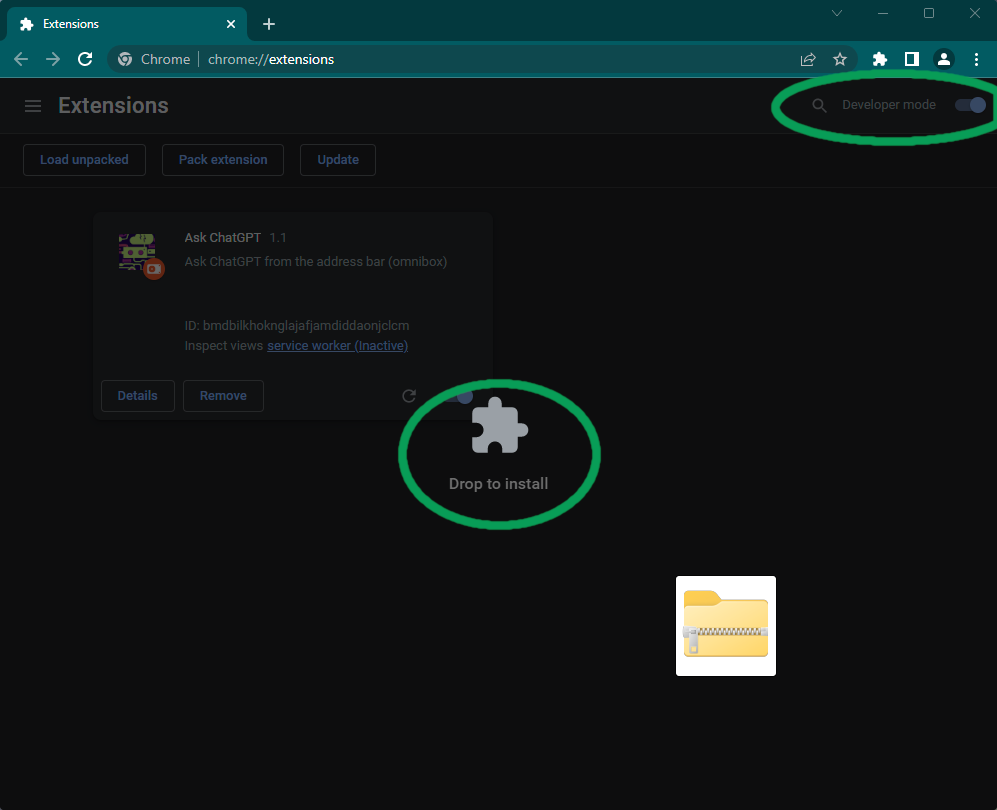 Extensions
Chrome | chrome://extensions
Extensions
Developer mode
Load unpacked
Pack extension
Update
Ask ChatGPT 1.1
Ask ChatGPT from the address bar (omnibox)
ID: bmdbilkhoknglajafjamdiddaonjclcm
Inspect views service worker (Inactive)
Details
Remove
Drop to install